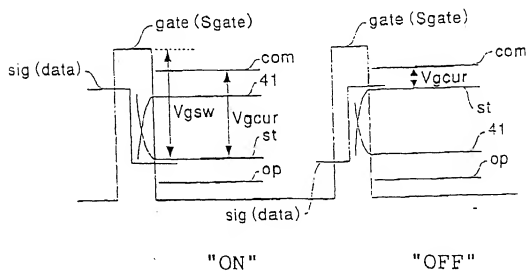 gate (Sgate)
sig (data)
com
41
Vgsw
Vgcur
st
op
sig (data)
"ON"
gate (Sgate)
com
Vgcur
st
41
op
"OFF"